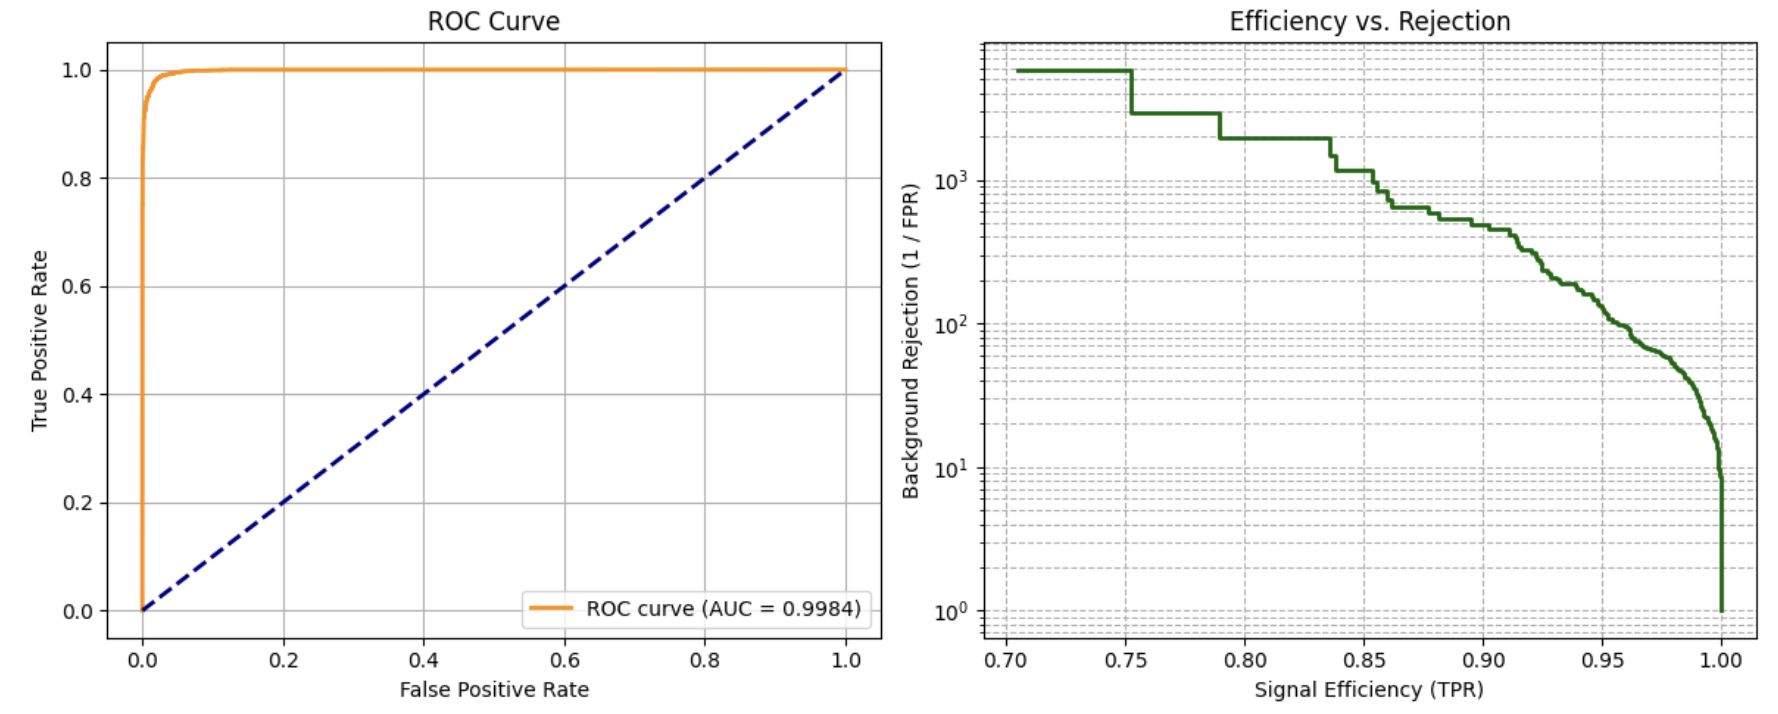 ROC Curve
1.0
0.8
0.6
0.4
0.2
0.0
True Positive Rate
ROC curve (AUC = 0.9984)
0.0 0.2 0.4 0.6 0.8 1.0
False Positive Rate
Efficiency vs. Rejection
10³
10²
10¹
10⁰
Background Rejection (1 / FPR)
0.70 0.75 0.80 0.85 0.90 0.95 1.00
Signal Efficiency (TPR)